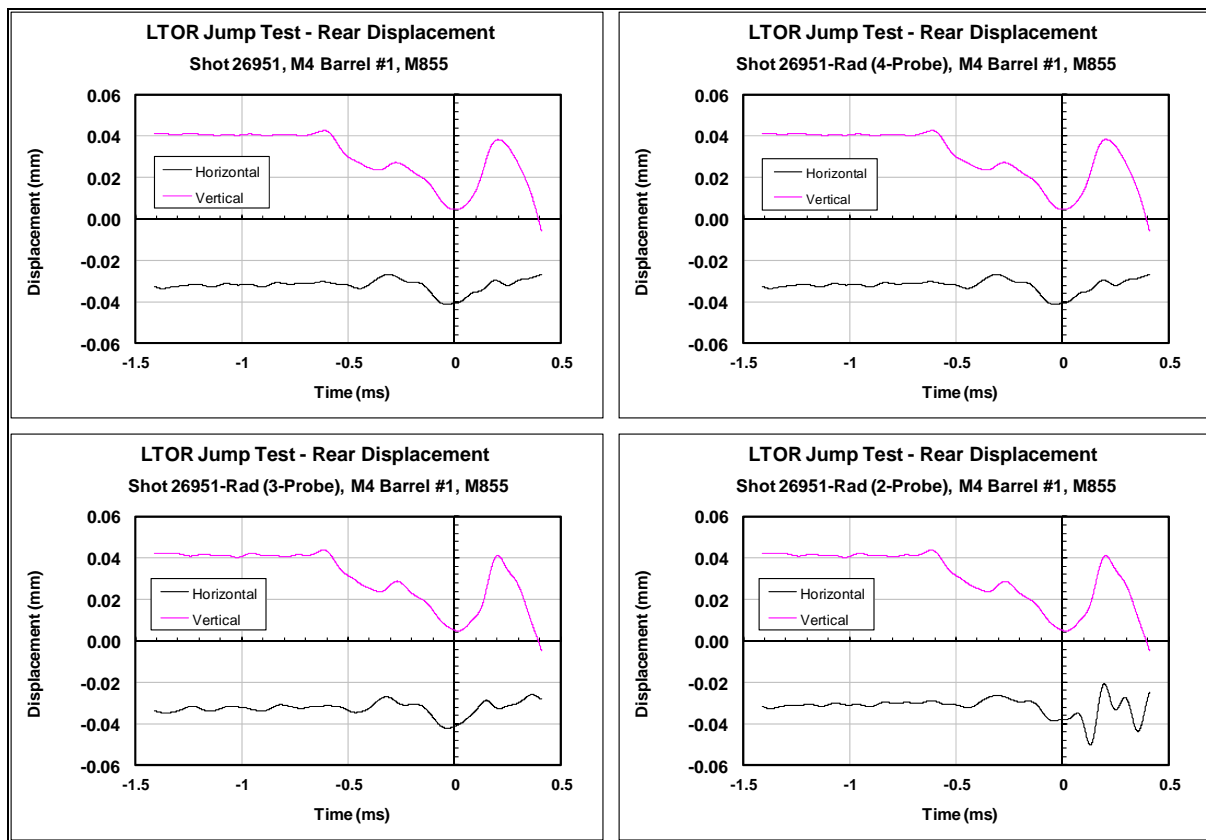 LTOR Jump Test - Rear Displacement
Shot 26951, M4 Barrel #1, M855
0.06
0.04
0.02
0.00
-0.02
-0.04
-0.06
Displacement (mm)
Horizontal
Vertical
-1.5
-1
-0.5
0
0.5
Time (ms)
LTOR Jump Test - Rear Displacement
Shot 26951-Rad (4-Probe), M4 Barrel #1, M855
0.06
0.04
0.02
0.00
-0.02
-0.04
-0.06
Displacement (mm)
Horizontal
Vertical
-1.5
-1
-0.5
0
0.5
Time (ms)
LTOR Jump Test - Rear Displacement
Shot 26951-Rad (3-Probe), M4 Barrel #1, M855
0.06
0.04
0.02
0.00
-0.02
-0.04
-0.06
Displacement (mm)
Horizontal
Vertical
-1.5
-1
-0.5
0
0.5
Time (ms)
LTOR Jump Test - Rear Displacement
Shot 26951-Rad (2-Probe), M4 Barrel #1, M855
0.06
0.04
0.02
0.00
-0.02
-0.04
-0.06
Displacement (mm)
Horizontal
Vertical
-1.5
-1
-0.5
0
0.5
Time (ms)